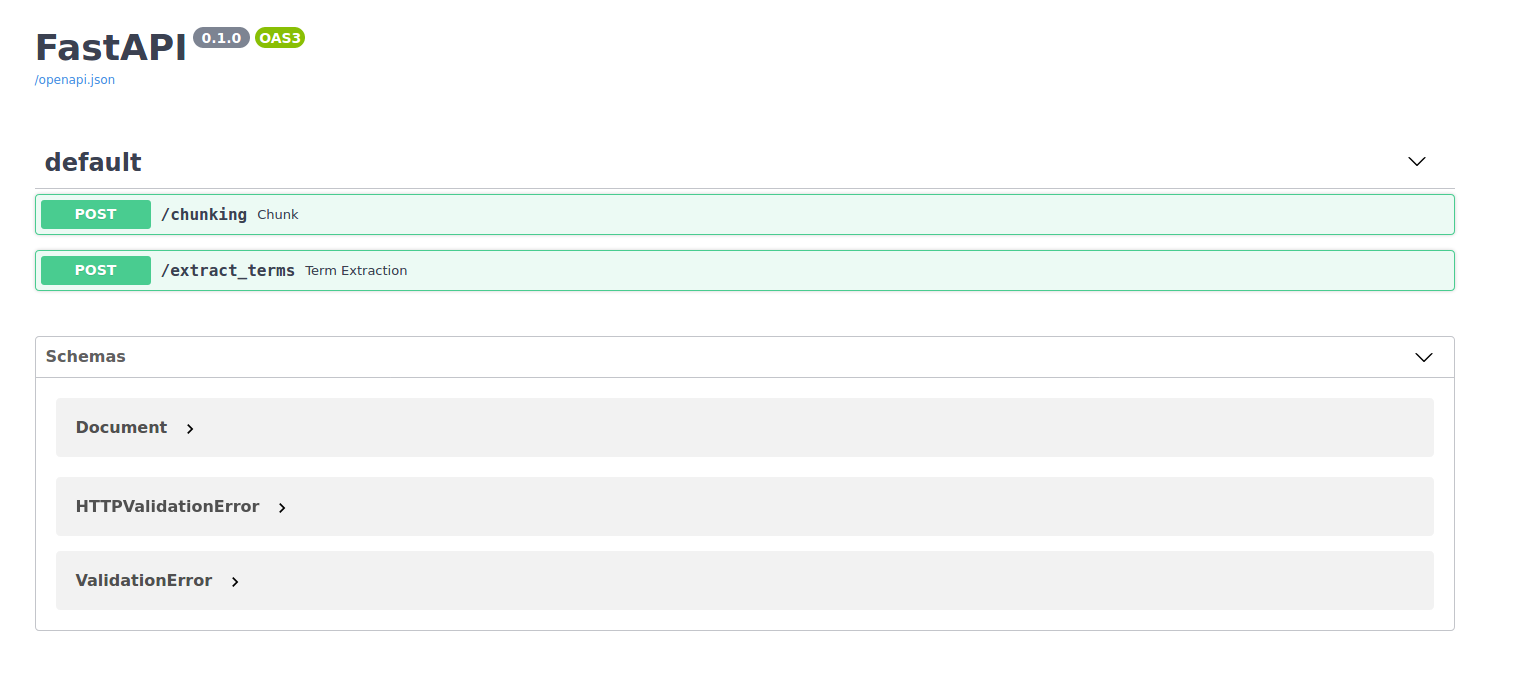 FastAPI 0.1.0 OAS3
/openapi.json
default
POST /chunking Chunk
POST /extract_terms Term Extraction
Schemas
Document
HTTPValidationError
ValidationError